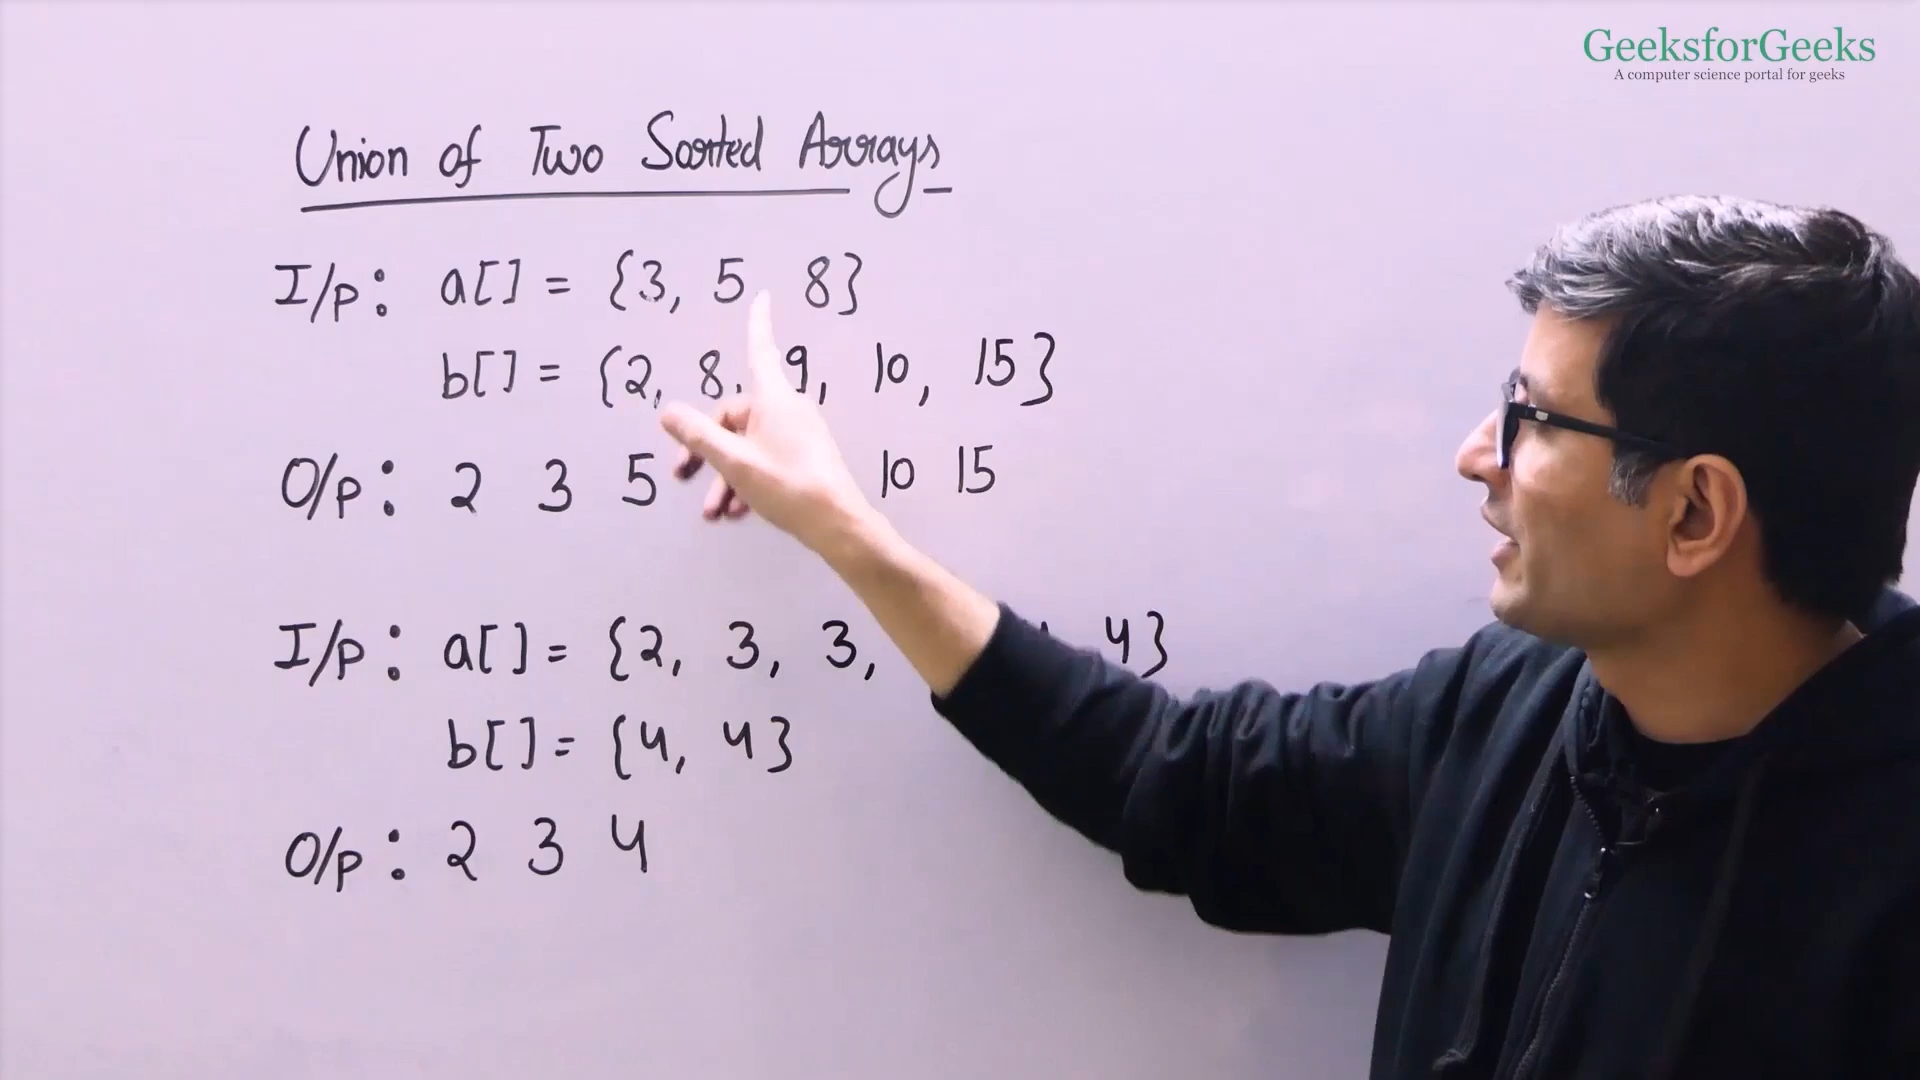 GeeksforGeeks
A computer science portal for geeks
Union of Two Sorted Arrays
I/p: a[] = {3, 5, 8}
b[] = {2, 8, 9, 10, 15}
O/p: 2 3 5 10 15
I/p: a[] = {2, 3, 3, 4}
b[] = {4, 4}
O/p: 2 3 4